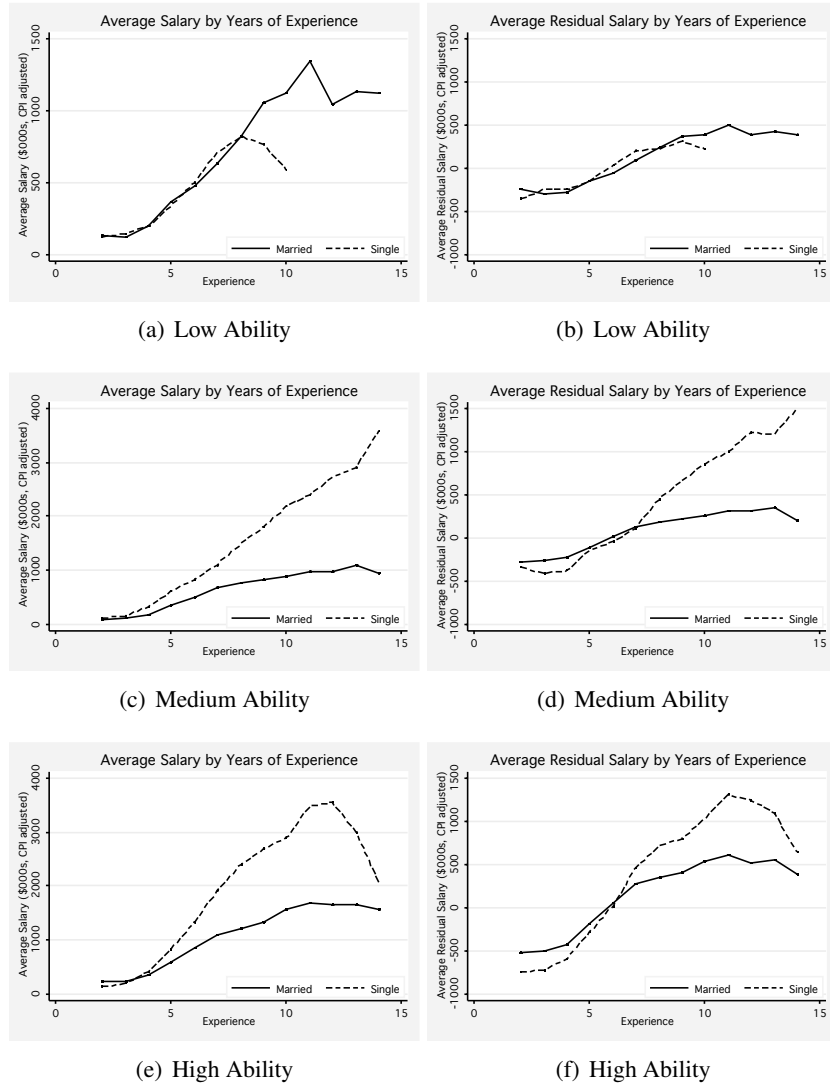 Average Salary by Years of Experience
Average Salary ($000s, CPI adjusted)
1500
1000
500
0
0 5 10 15
Experience
Married Single
(a) Low Ability
Average Residual Salary by Years of Experience
Average Residual Salary ($000s, CPI adjusted)
1500
1000
500
0
-500
-1000
0 5 10 15
Experience
Married Single
(b) Low Ability
Average Salary by Years of Experience
Average Salary ($000s, CPI adjusted)
4000
3000
2000
1000
0
0 5 10 15
Experience
Married Single
(c) Medium Ability
Average Residual Salary by Years of Experience
Average Residual Salary ($000s, CPI adjusted)
1500
1000
500
0
-500
-1000
0 5 10 15
Experience
Married Single
(d) Medium Ability
Average Salary by Years of Experience
Average Salary ($000s, CPI adjusted)
4000
3000
2000
1000
0
0 5 10 15
Experience
Married Single
(e) High Ability
Average Residual Salary by Years of Experience
Average Residual Salary ($000s, CPI adjusted)
1500
1000
500
0
-500
-1000
0 5 10 15
Experience
Married Single
(f) High Ability